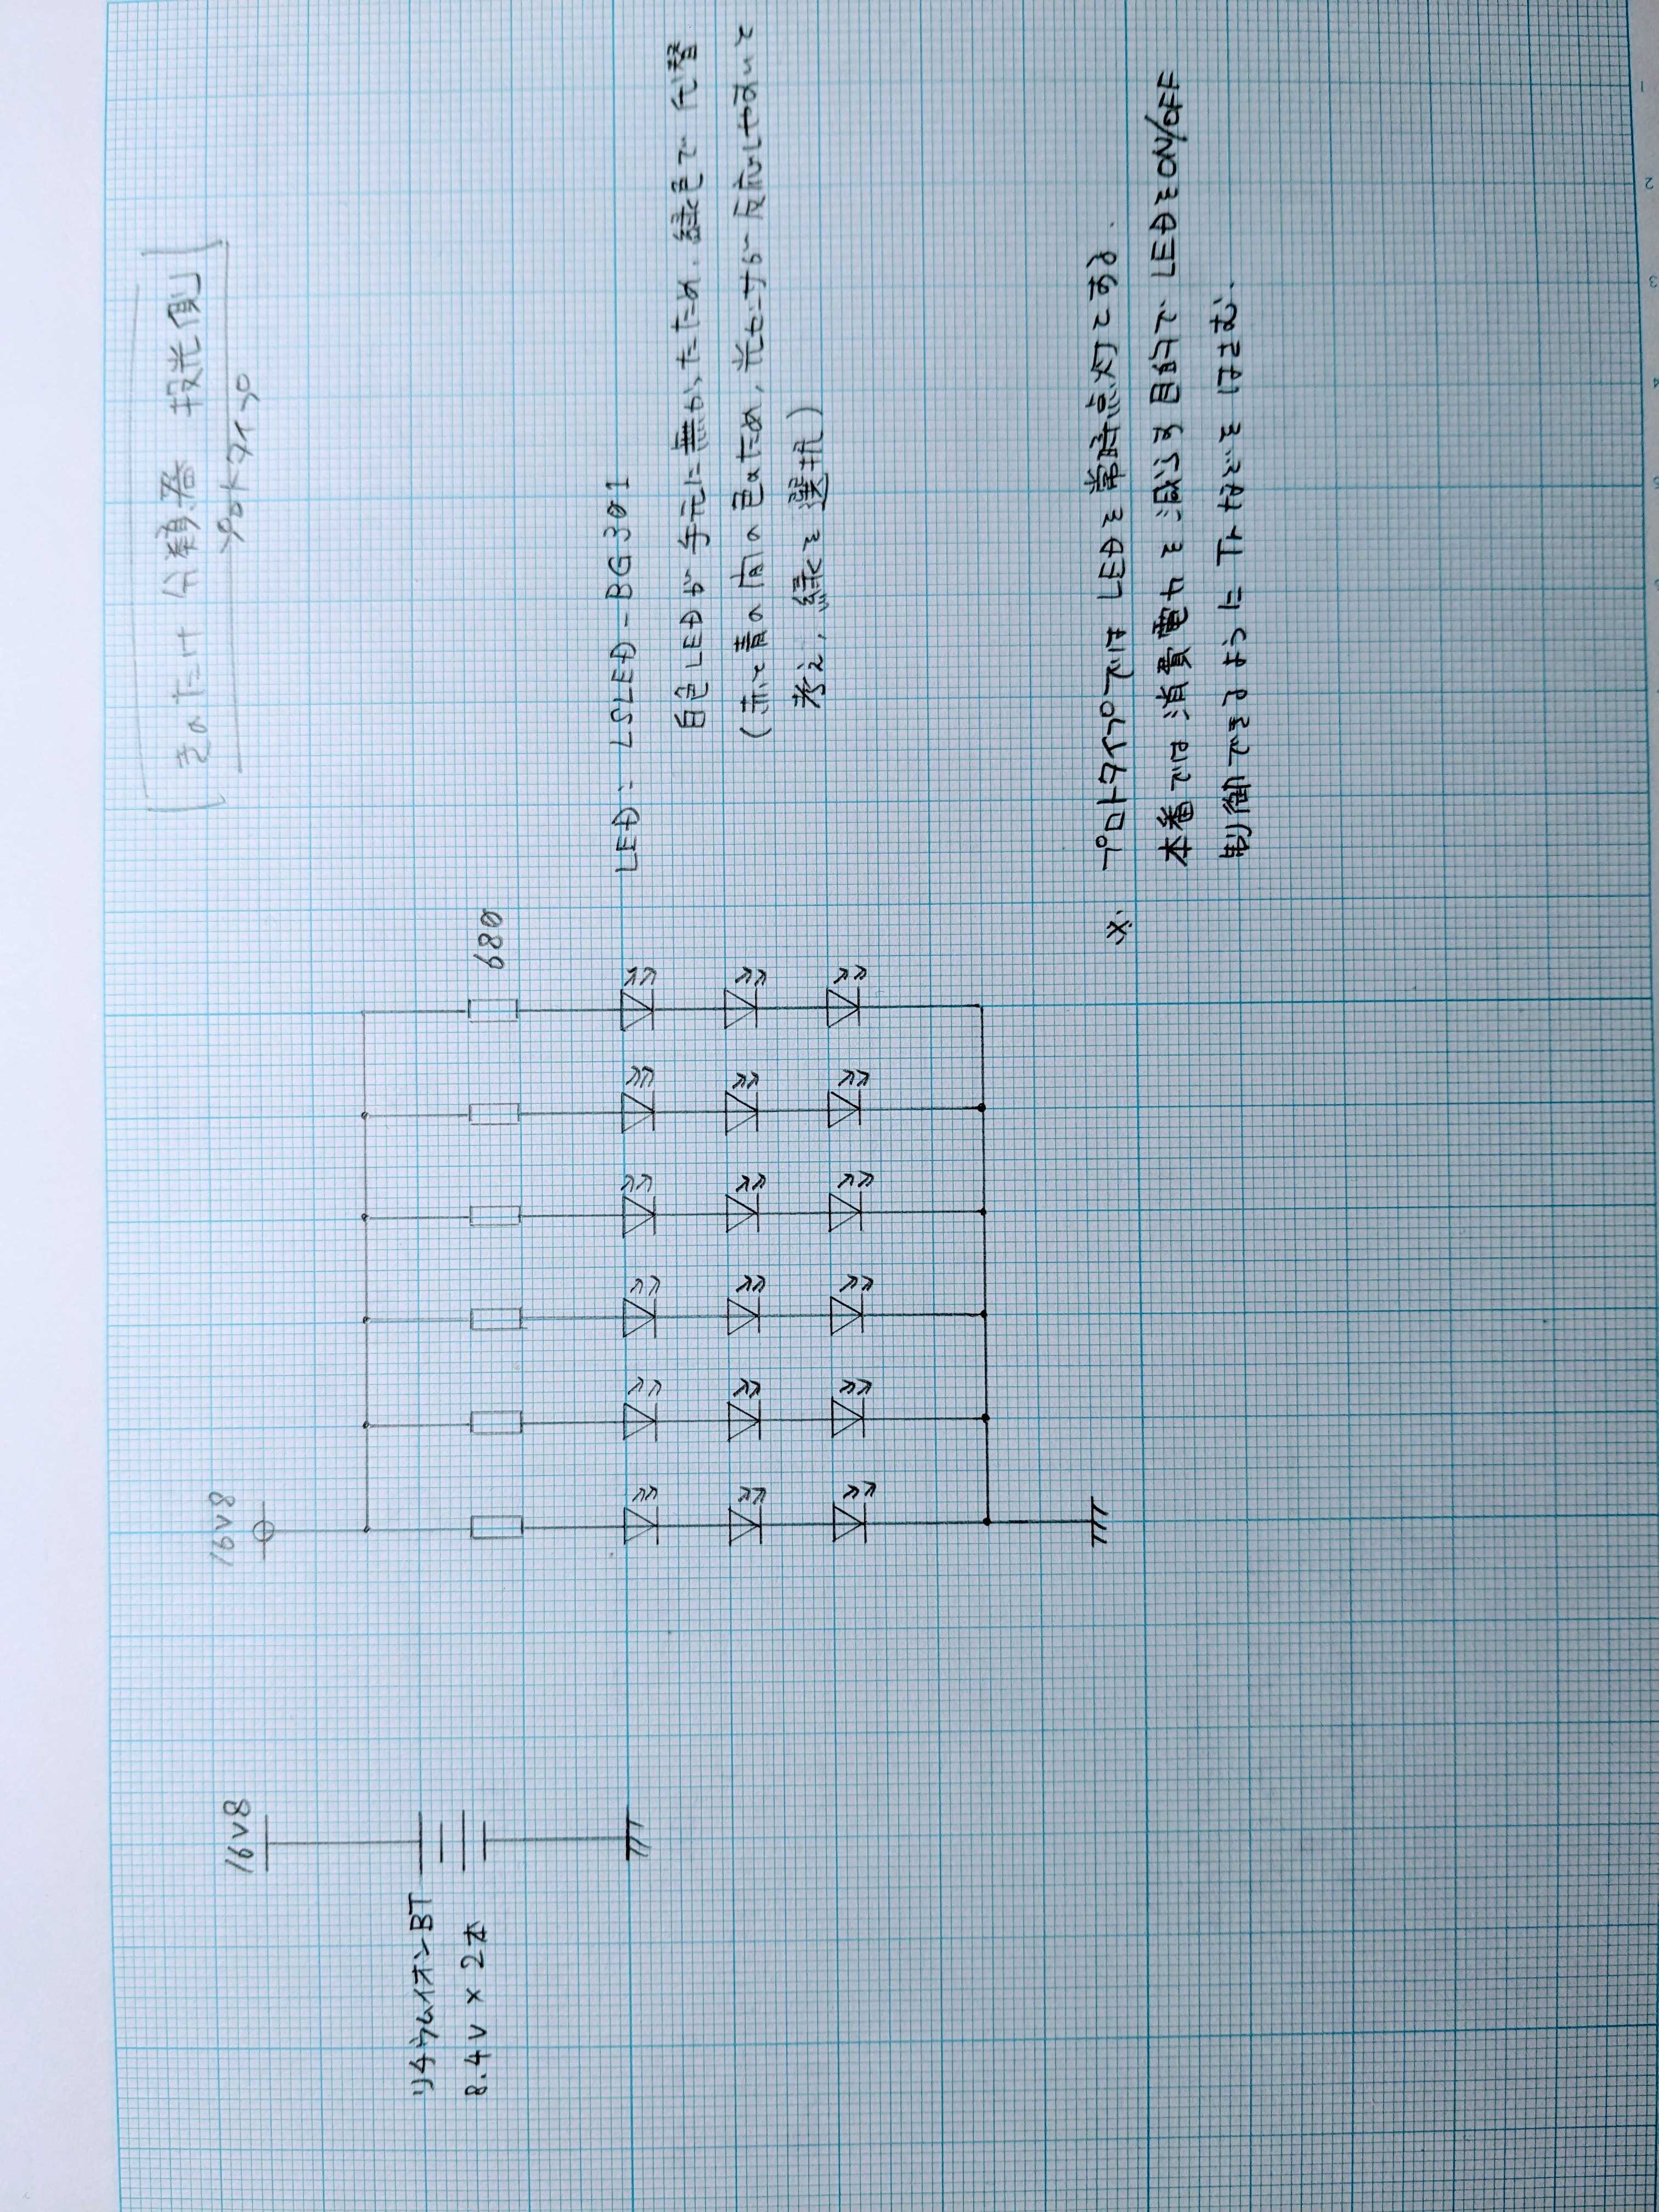 きのたけ分類器 投光側
プロトタイプ
16V8
16V8
リチウムイオンBT
8.4V × 2本
680
LED: LSLED-BG301
白色LEDが手元に無かったため、緑色で代替
(赤と青の間の色のため、光センサが反応しやすいと
考え、緑を選択)
※ プロトタイプでは LEDを常時点灯とする。
本番では消費電力を減らす目的で、LEDをON/OFF
制御できるように工夫が必要となる。